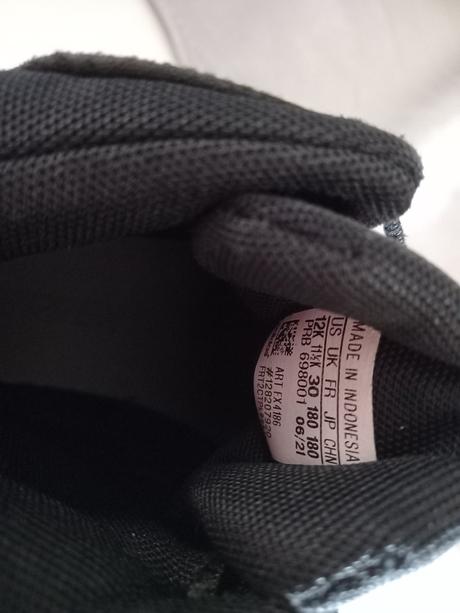 MADE IN INDONESIA
US UK FR JP CHN
12K 11½K 30 180 180
PRB 698001 06/21
ART FX4186